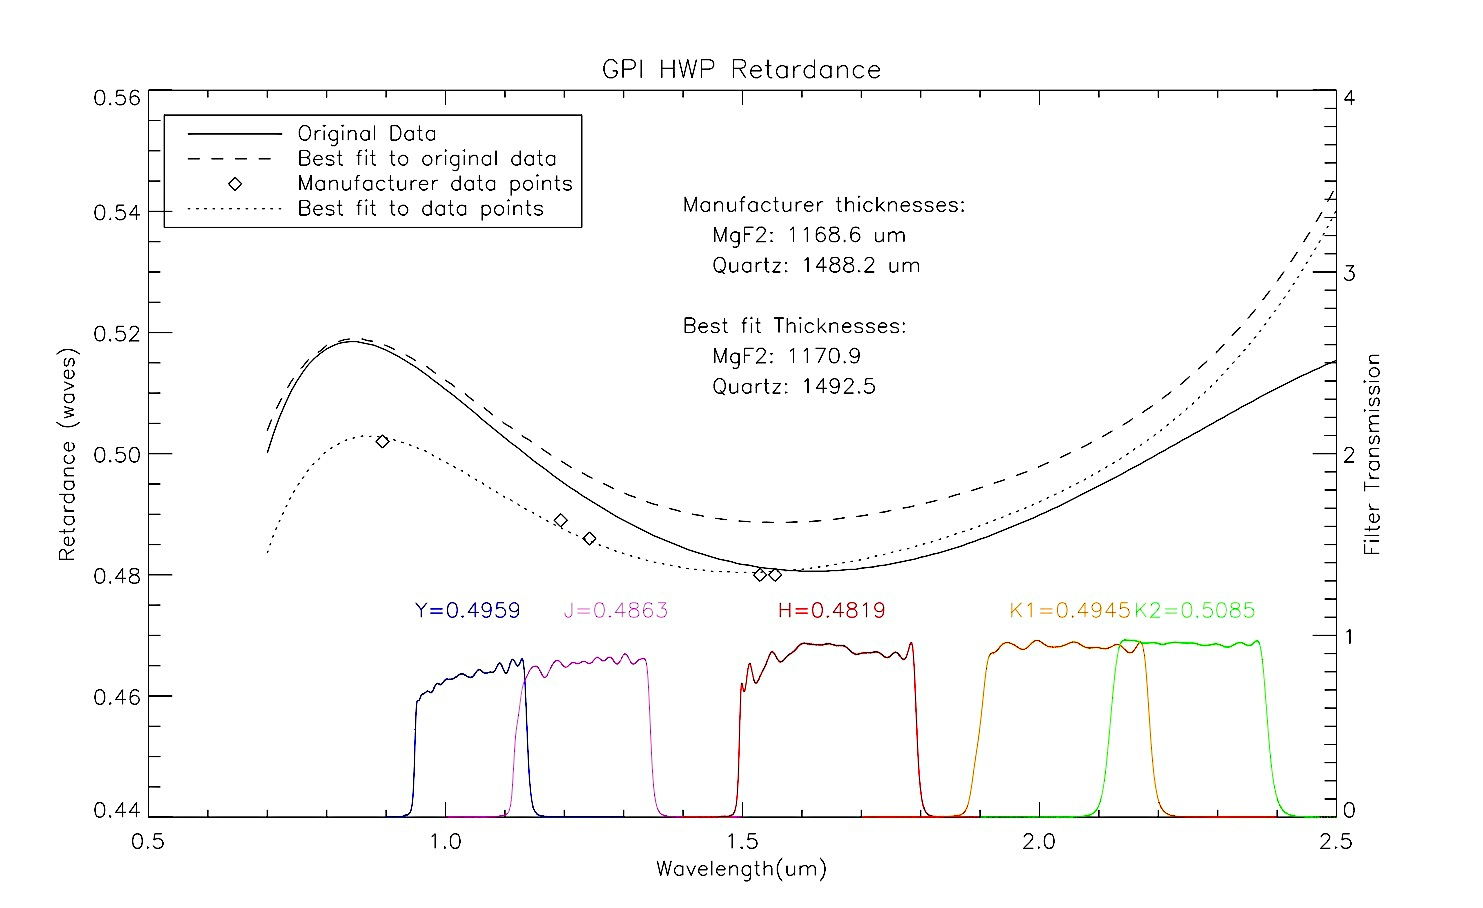 GPI HWP Retardance
0.56
0.54
0.52
0.50
0.48
0.46
0.44
Retardance (waves)
Original Data
Best fit to original data
Manufacturer data points
Best fit to data points
Manufacturer thicknesses:
MgF2: 1168.6 um
Quartz: 1488.2 um
Best fit Thicknesses:
MgF2: 1170.9
Quartz: 1492.5
Y=0.4959 J=0.4863 H=0.4819 K1=0.4945 K2=0.5085
4
3
2
1
0
Filter Transmission
0.5 1.0 1.5 2.0 2.5
Wavelength(um)